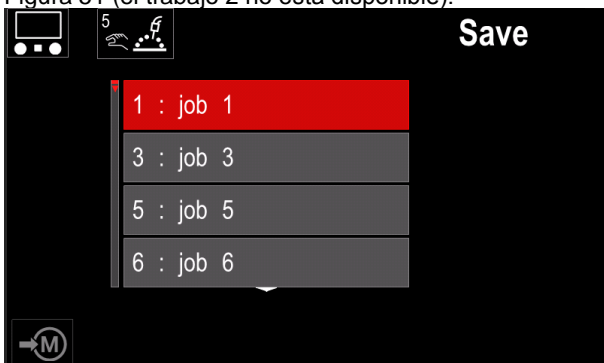 Figura 31 (el trabajo 2 no está disponible).
5
Save
1 : job 1
3 : job 3
5 : job 5
6 : job 6
M